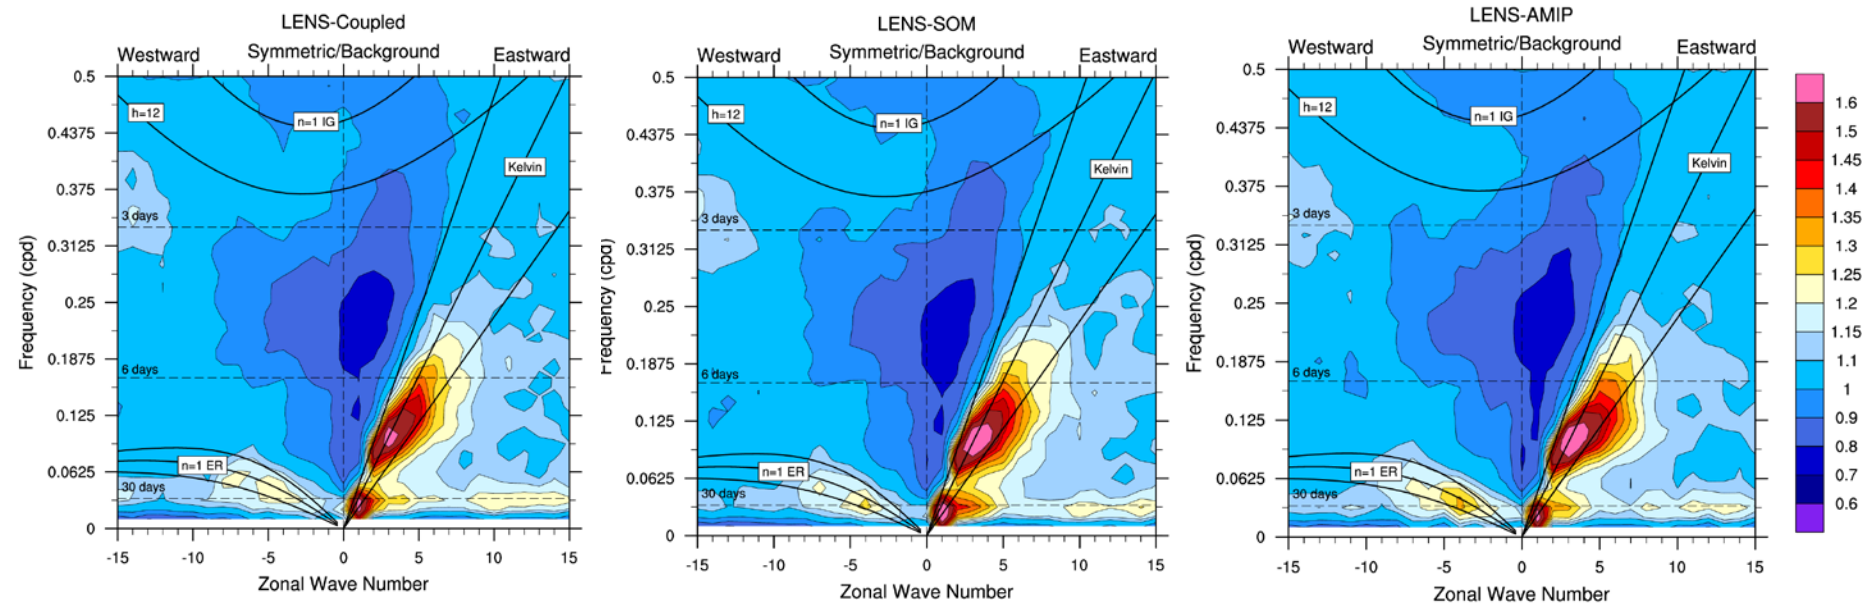 LENS-Coupled
Westward Symmetric/Background Eastward
0.5
0.4375
0.375
0.3125
0.25
0.1875
0.125
0.0625
0
h=12
n=1 IG
Kelvin
3 days
6 days
n=1 ER
30 days
-15 -10 -5 0 5 10 15
Frequency (cpd)
Zonal Wave Number
LENS-SOM
Westward Symmetric/Background Eastward
0.5
0.4375
0.375
0.3125
0.25
0.1875
0.125
0.0625
0
h=12
n=1 IG
Kelvin
3 days
6 days
n=1 ER
30 days
-15 -10 -5 0 5 10 15
Frequency (cpd)
Zonal Wave Number
LENS-AMIP
Westward Symmetric/Background Eastward
0.5
0.4375
0.375
0.3125
0.25
0.1875
0.125
0.0625
0
h=12
n=1 IG
Kelvin
3 days
6 days
n=1 ER
30 days
-15 -10 -5 0 5 10 15
Frequency (cpd)
Zonal Wave Number
1.6
1.5
1.45
1.4
1.35
1.3
1.25
1.2
1.15
1.1
1
0.9
0.8
0.7
0.6